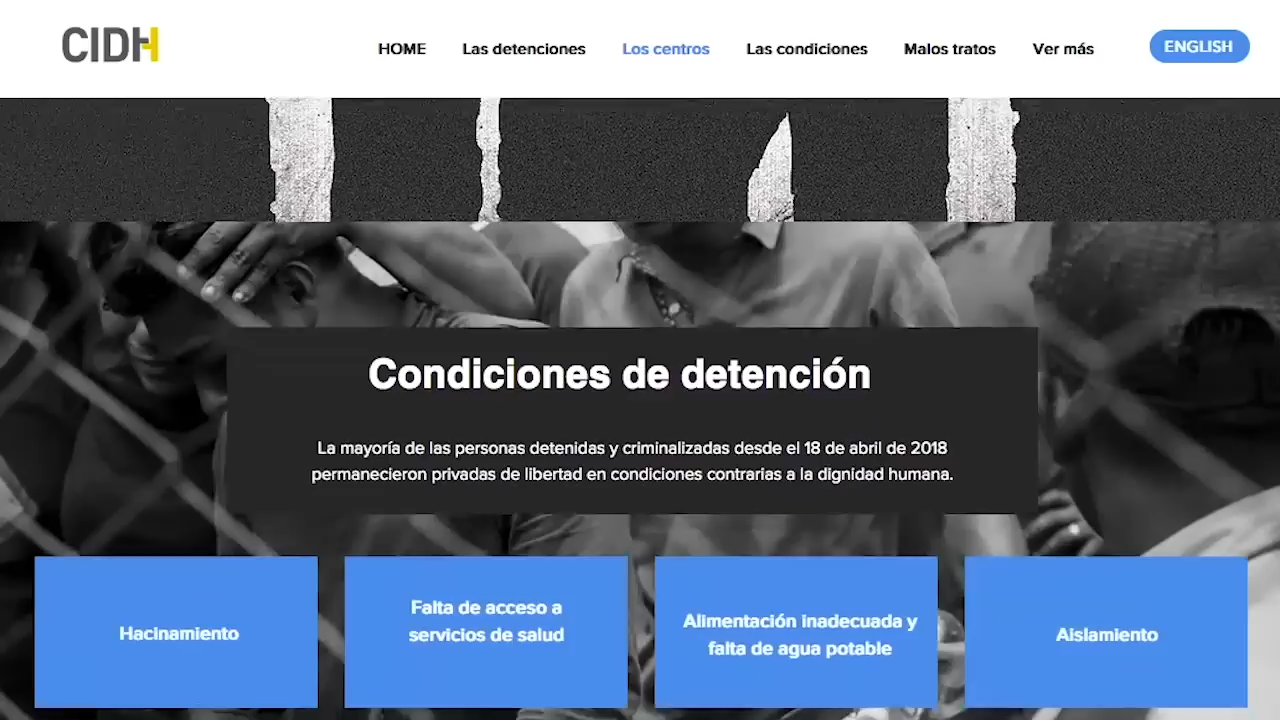 CIDH
HOME Las detenciones Los centros Las condiciones Malos tratos Ver más ENGLISH
Condiciones de detención
La mayoría de las personas detenidas y criminalizadas desde el 18 de abril de 2018
permanecieron privadas de libertad en condiciones contrarias a la dignidad humana.
Hacinamiento
Falta de acceso a
servicios de salud
Alimentación inadecuada y
falta de agua potable
Aislamiento